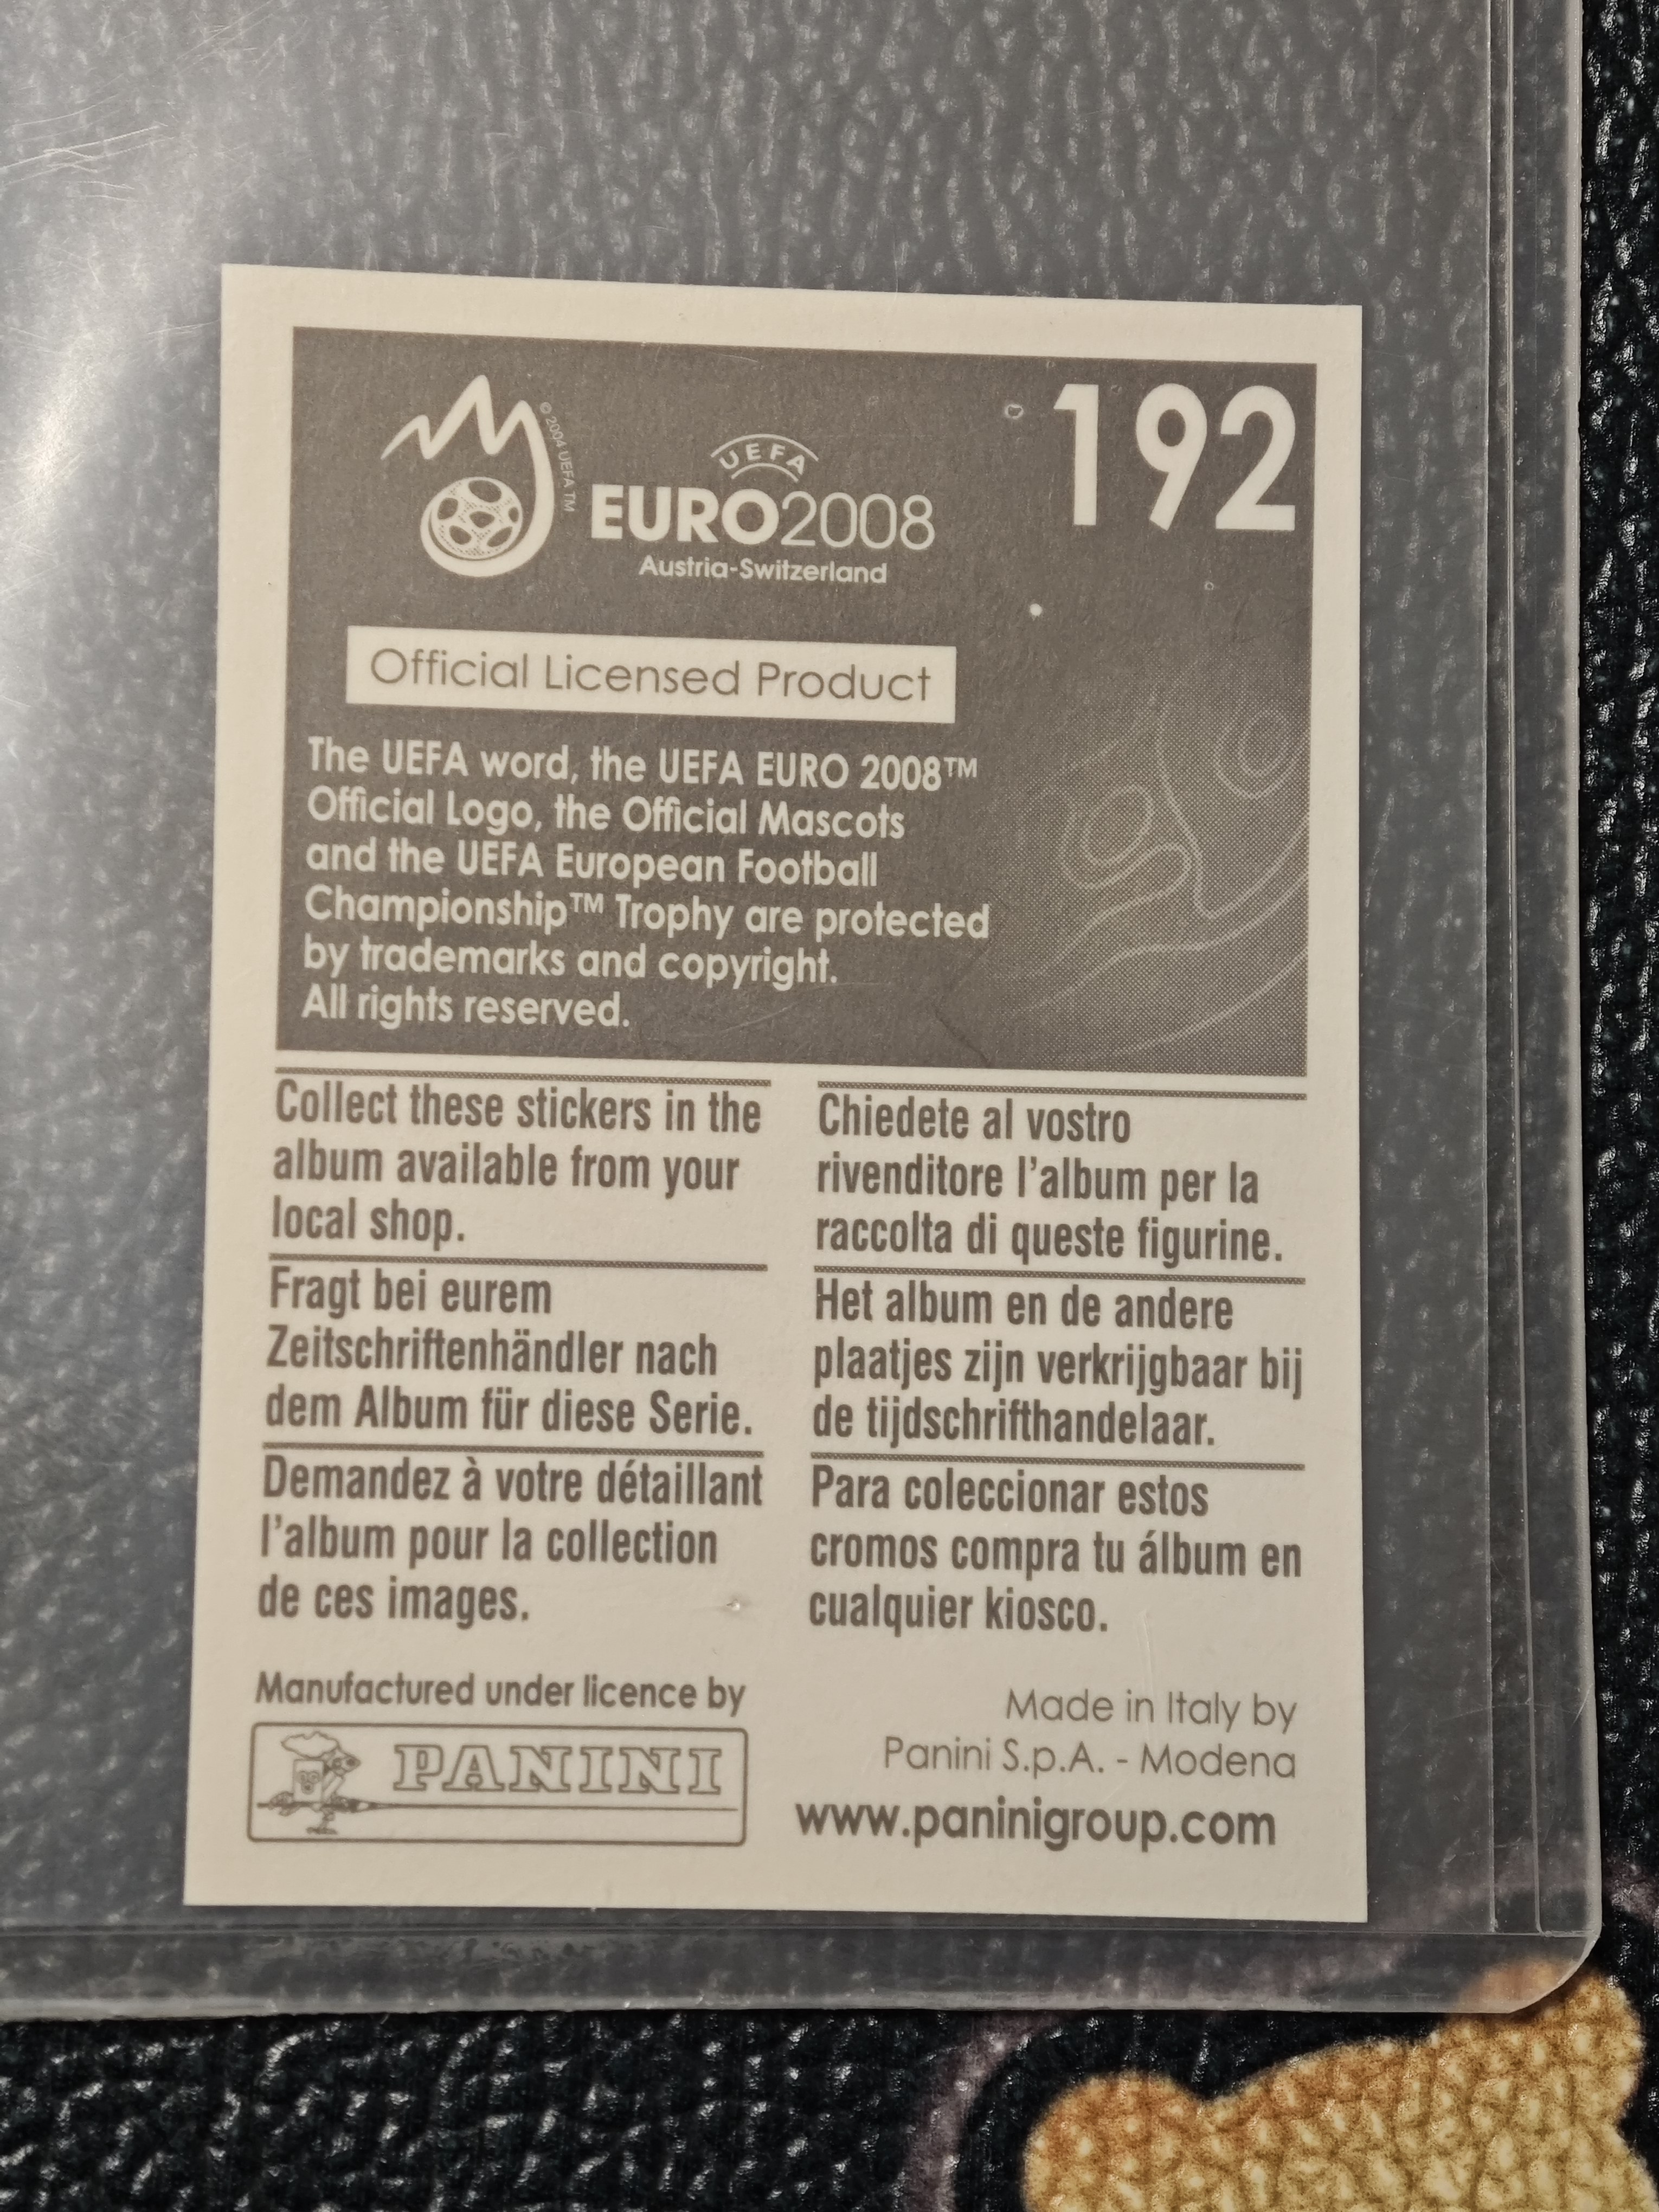 192
© 2004 UEFA TM
UEFA
EURO2008
Austria-Switzerland
Official Licensed Product
The UEFA word, the UEFA EURO 2008™
Official Logo, the Official Mascots
and the UEFA European Football
Championship™ Trophy are protected
by trademarks and copyright.
All rights reserved.
Collect these stickers in the
album available from your
local shop.
Fragt bei eurem
Zeitschriftenhändler nach
dem Album für diese Serie.
Demandez à votre détaillant
l'album pour la collection
de ces images.
Chiedete al vostro
rivenditore l'album per la
raccolta di queste figurine.
Het album en de andere
plaatjes zijn verkrijgbaar bij
de tijdschrifthandelaar.
Para coleccionar estos
cromos compra tu álbum en
cualquier kiosco.
Manufactured under licence by
PANINI
Made in Italy by
Panini S.p.A. - Modena
www.paninigroup.com